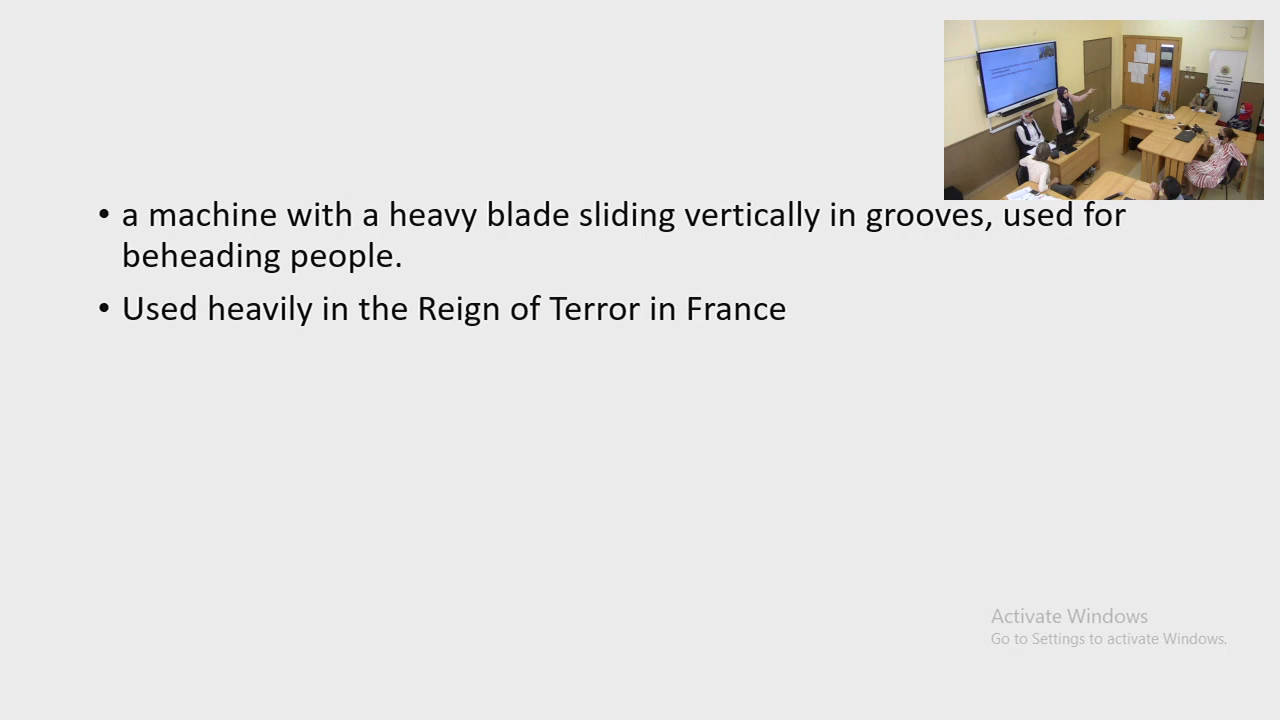 • a machine with a heavy blade sliding vertically in grooves, used for
beheading people.
• Used heavily in the Reign of Terror in France
Activate Windows
Go to Settings to activate Windows.